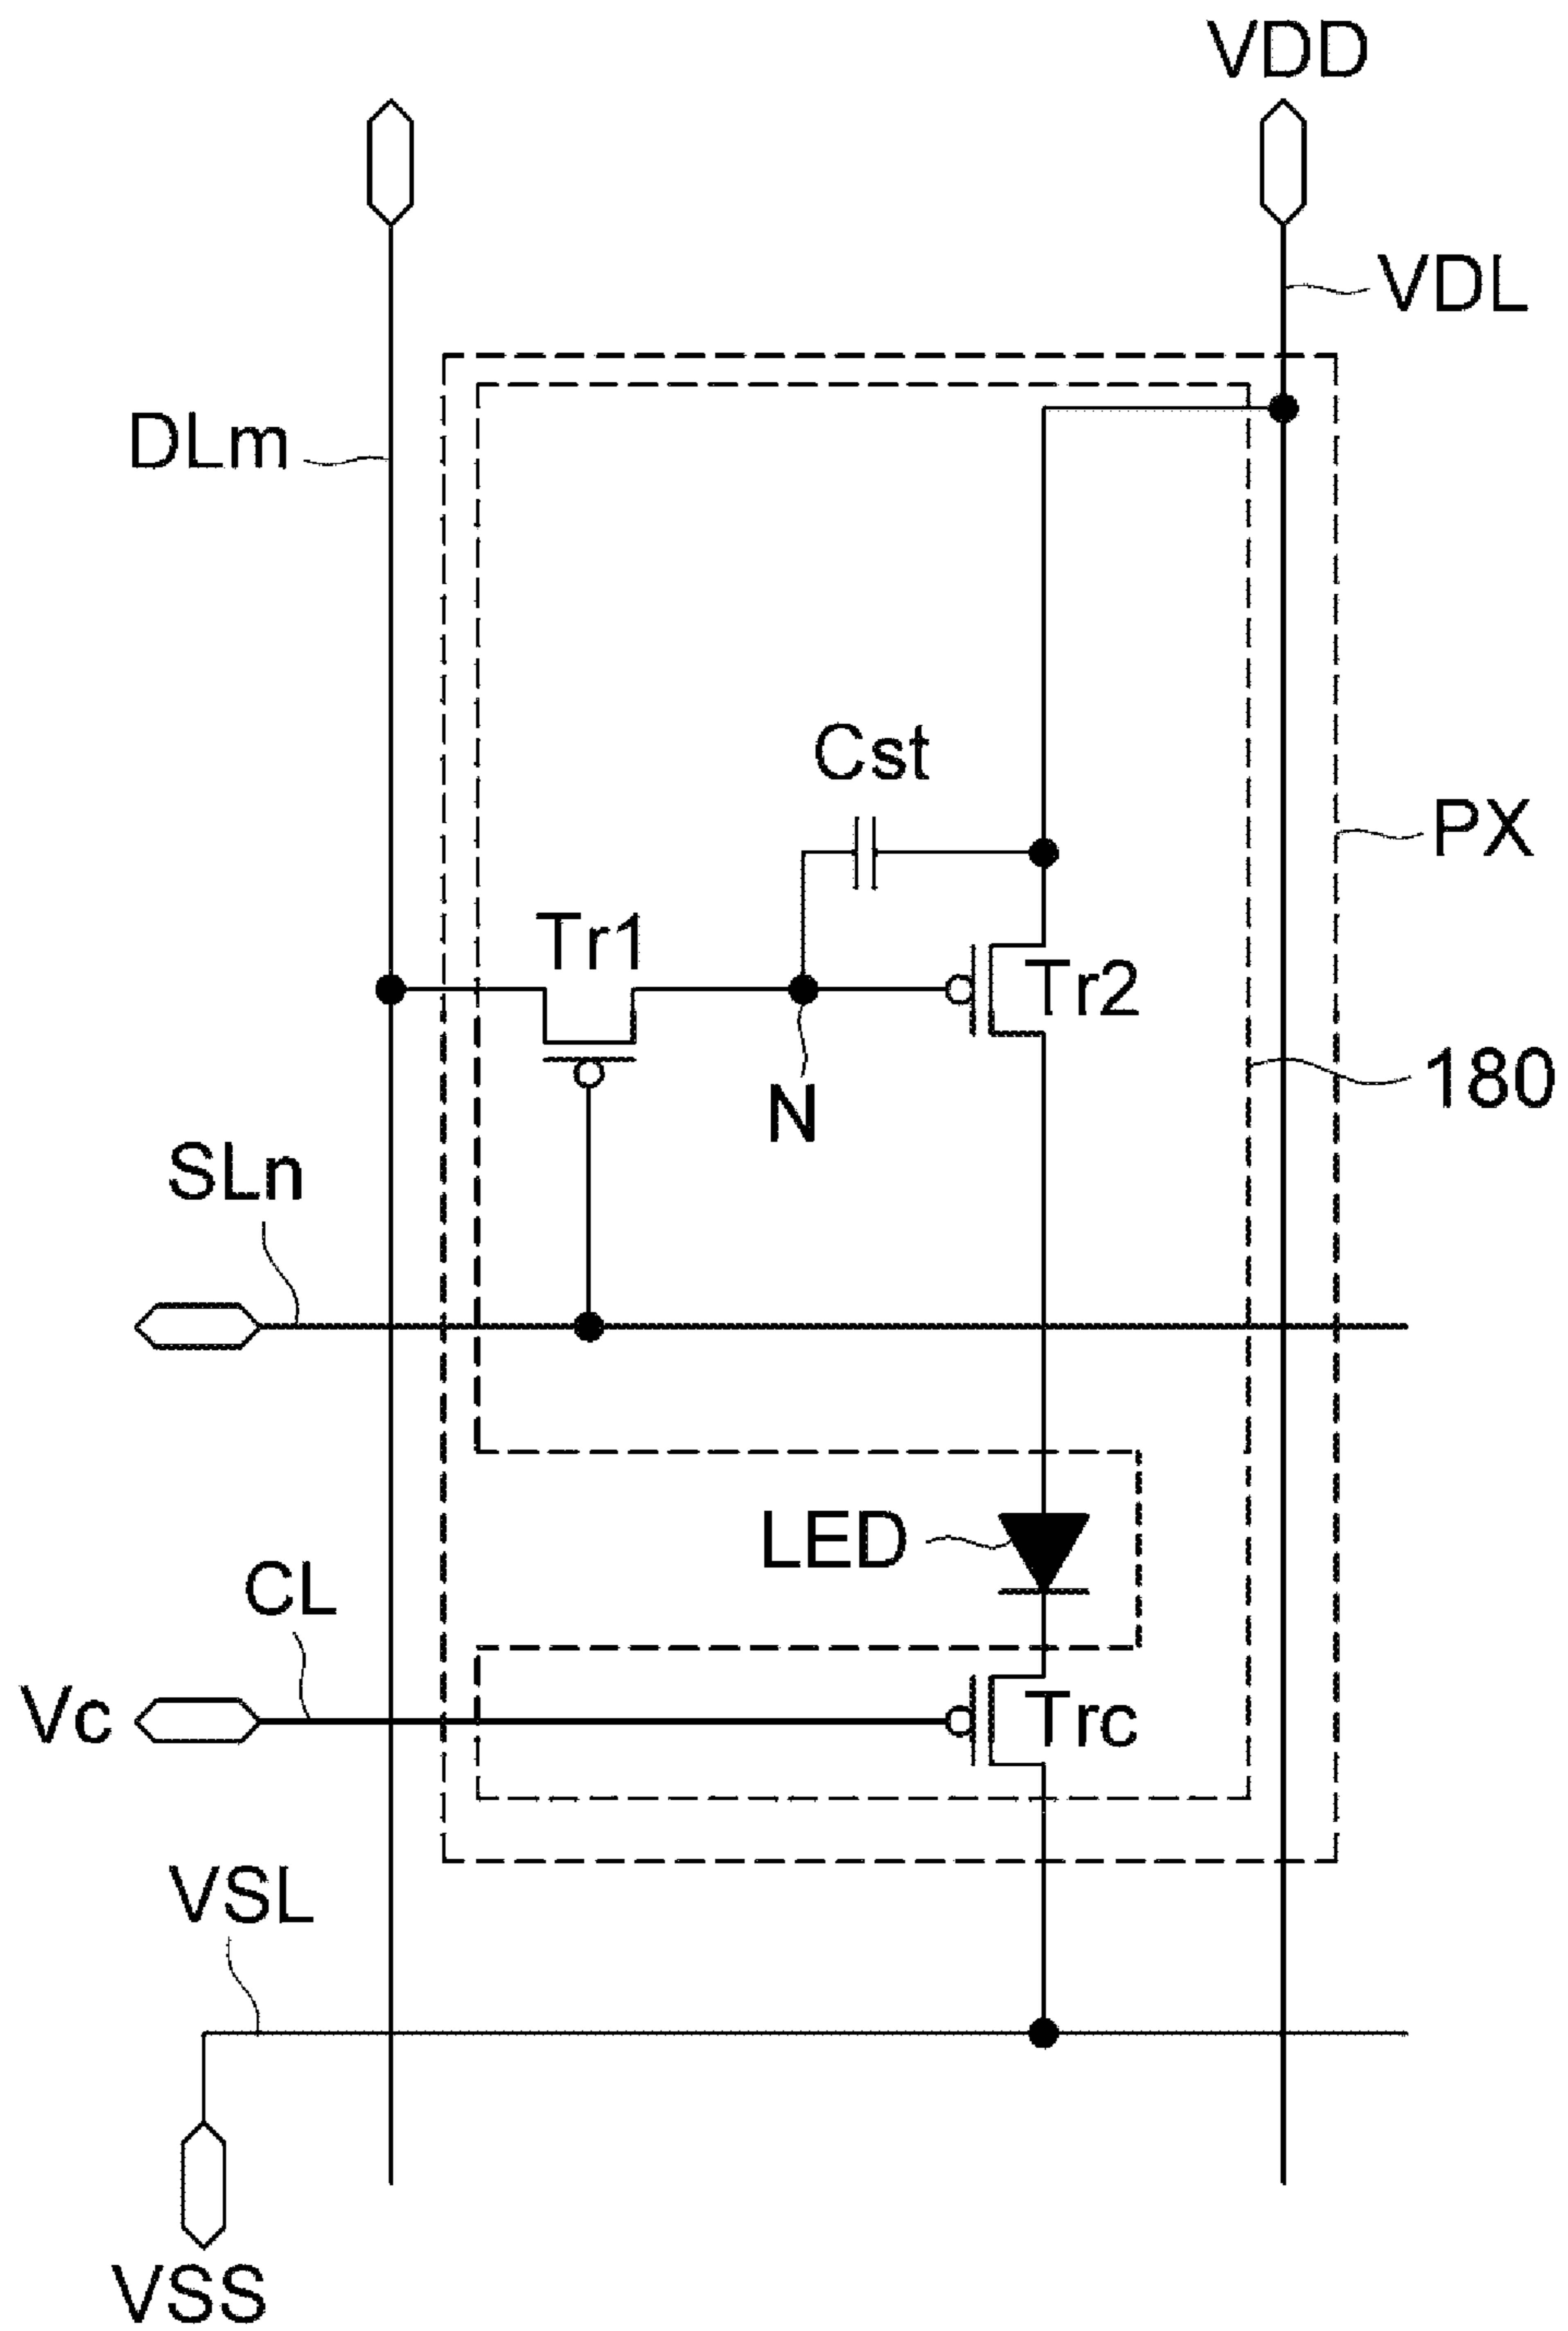 VDD
VDL
DLm
Cst
PX
Tr1
Tr2
180
N
SLn
LED
CL
Vc
Trc
VSL
VSS